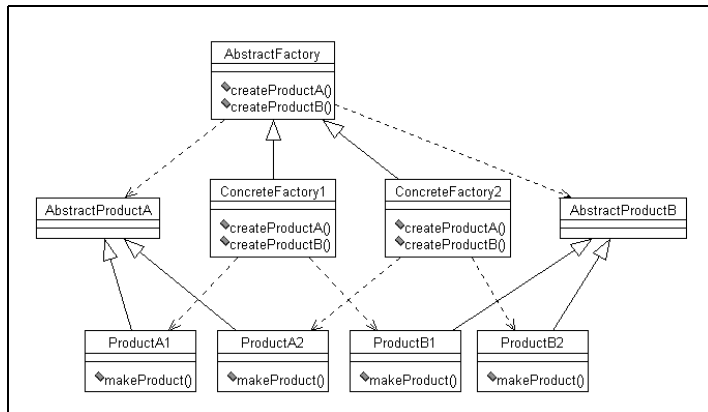 AbstractFactory
createProductA()
createProductB()
AbstractProductA
ConcreteFactory1
createProductA()
createProductB()
ConcreteFactory2
createProductA()
createProductB()
AbstractProductB
ProductA1
makeProduct()
ProductA2
makeProduct()
ProductB1
makeProduct()
ProductB2
makeProduct()